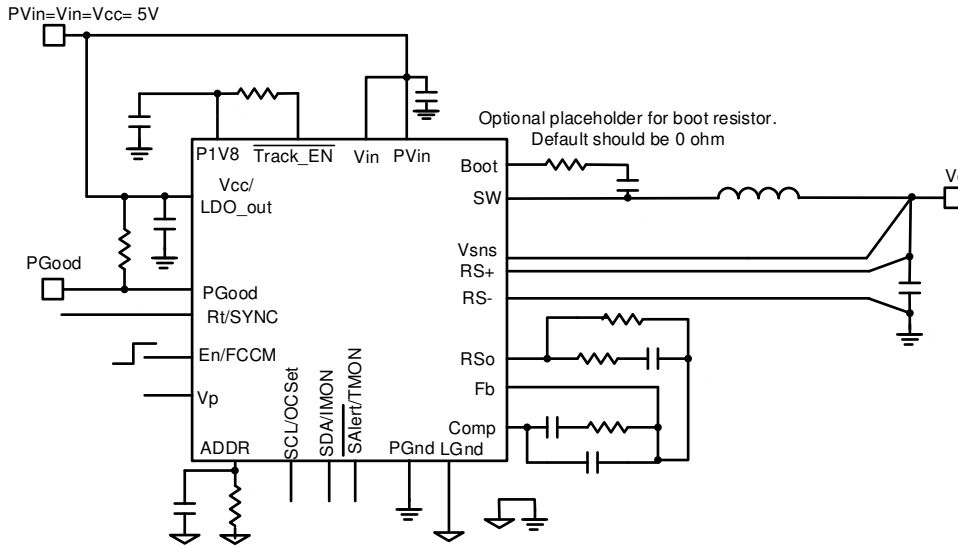 PVin=Vin=Vcc= 5V
Optional placeholder for boot resistor.
Default should be 0 ohm
P1V8
Track_EN
Vin
PVin
Boot
Vcc/
LDO_out
SW
Vsns
RS+
RS-
PGood
PGood
Rt/SYNC
En/FCCM
Vp
RSo
Fb
Comp
ADDR
SCL/OCSet
SDA/IMON
SAlert/TMON
PGnd
LGnd